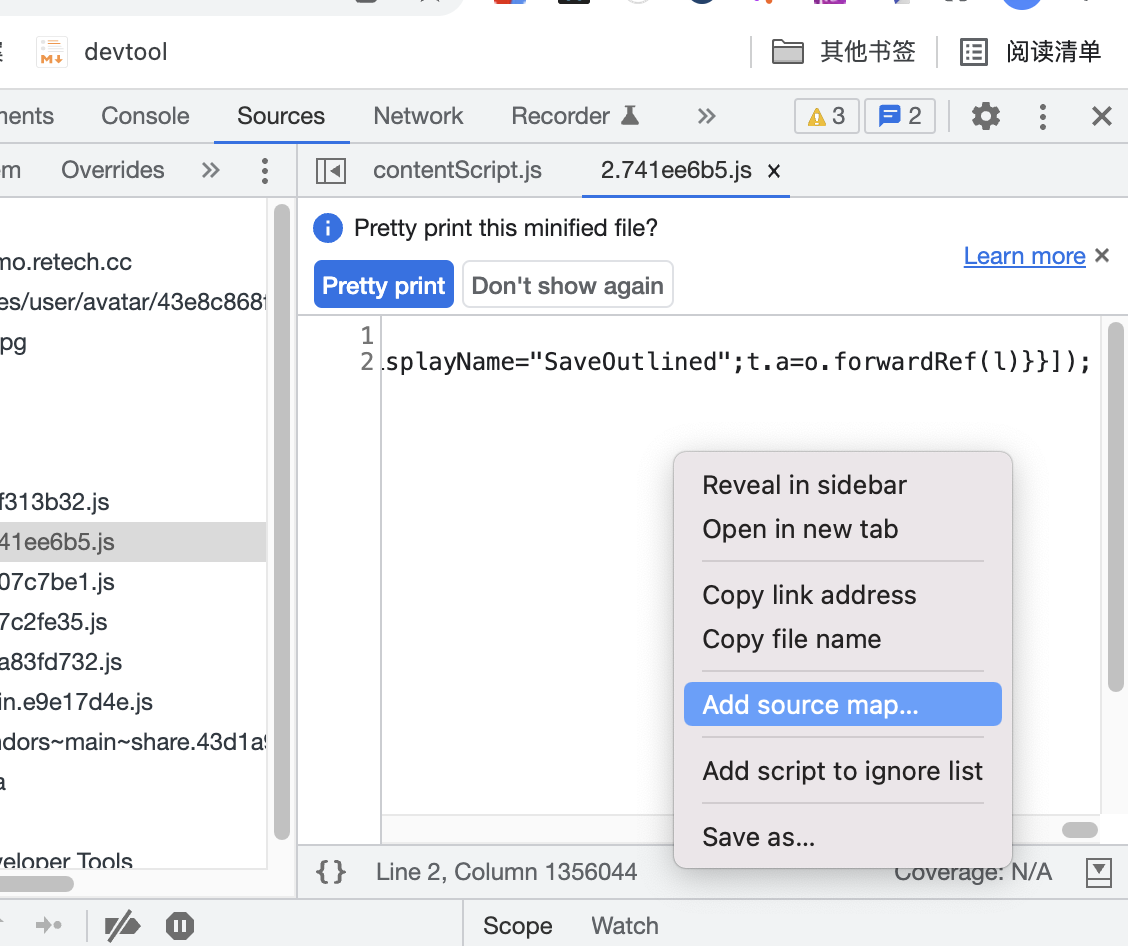 devtool 其他书签 阅读清单
Console Sources Network Recorder 3 2
Overrides contentScript.js 2.741ee6b5.js
Pretty print this minified file?
Learn more
Pretty print Don't show again
mo.retech.cc
es/user/avatar/43e8c868f
pg
1
2 splayName="SaveOutlined";t.a=o.forwardRef(l)}}]);
f313b32.js
41ee6b5.js
07c7be1.js
7c2fe35.js
a83fd732.js
in.e9e17d4e.js
ndors~main~share.43d1a9
a
veloper Tools
Reveal in sidebar
Open in new tab
Copy link address
Copy file name
Add source map...
Add script to ignore list
Save as...
{} Line 2, Column 1356044 Coverage: N/A
Scope Watch